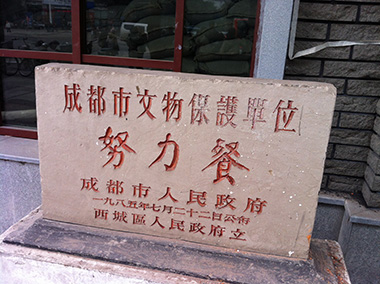 成都市文物保護單位
努力餐
成都市人民政府
一九八五年七月二十二日公佈
西城區人民政府立